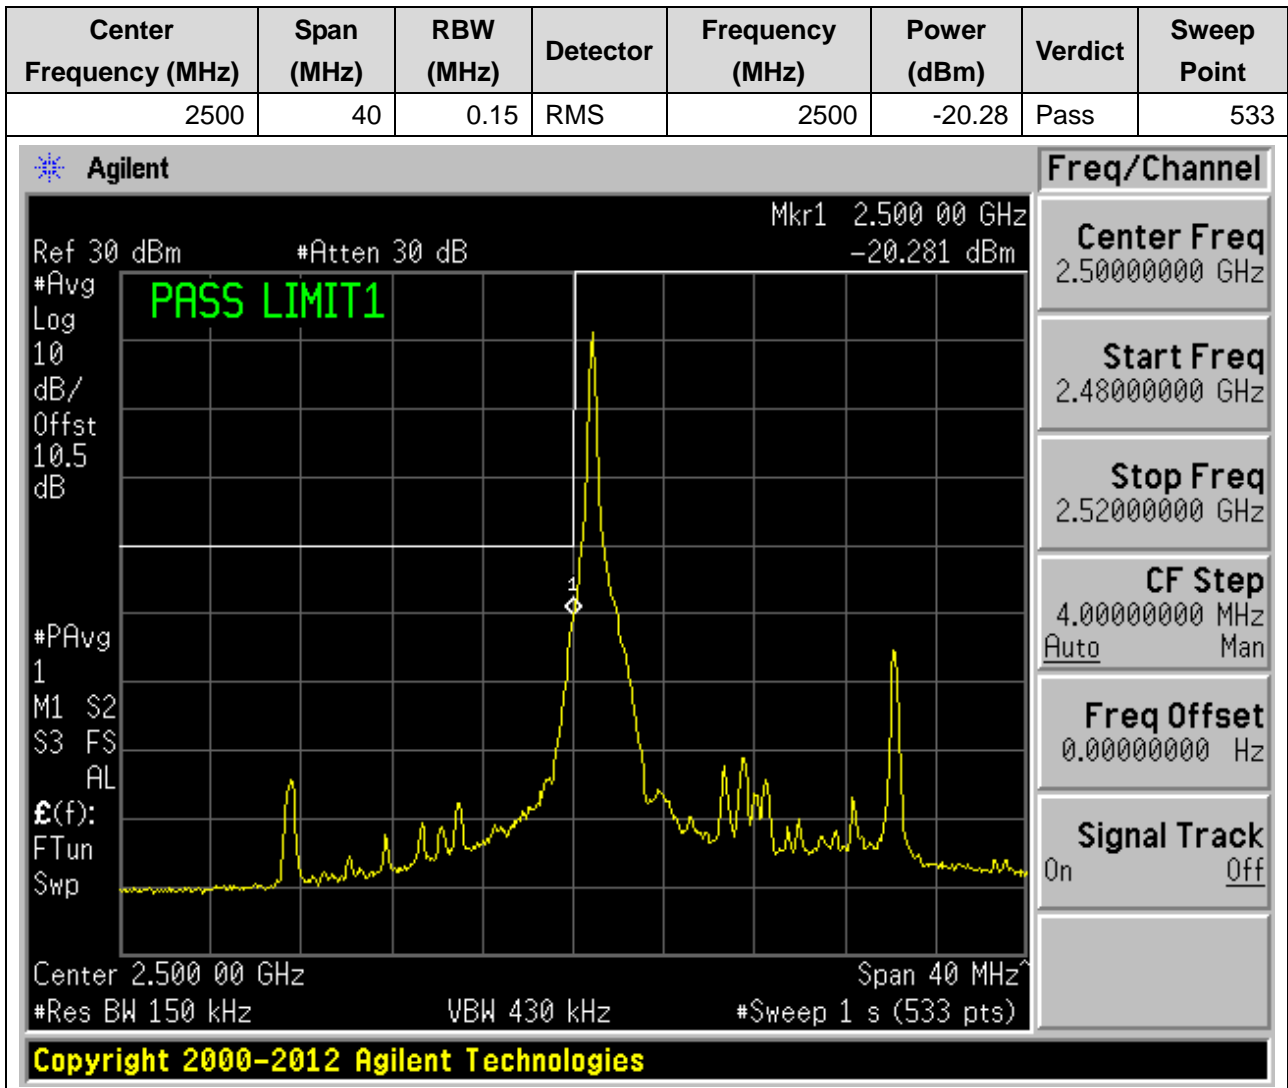 Center Frequency (MHz) Span (MHz) RBW (MHz) Detector Frequency (MHz) Power (dBm) Verdict Sweep Point
2500 40 0.15 RMS 2500 -20.28 Pass 533
Agilent
Freq/Channel
Mkr1 2.500 00 GHz
Ref 30 dBm #Atten 30 dB -20.281 dBm
#Avg
Log
10
dB/
Offst
10.5
dB
PASS LIMIT1
1
#PAvg
1
M1 S2
S3 FS
AL
£(f):
FTun
Swp
Center 2.500 00 GHz Span 40 MHz^
#Res BW 150 kHz VBW 430 kHz #Sweep 1 s (533 pts)
Center Freq
2.50000000 GHz
Start Freq
2.48000000 GHz
Stop Freq
2.52000000 GHz
CF Step
4.00000000 MHz
Auto Man
Freq Offset
0.00000000 Hz
Signal Track
On Off
Copyright 2000-2012 Agilent Technologies